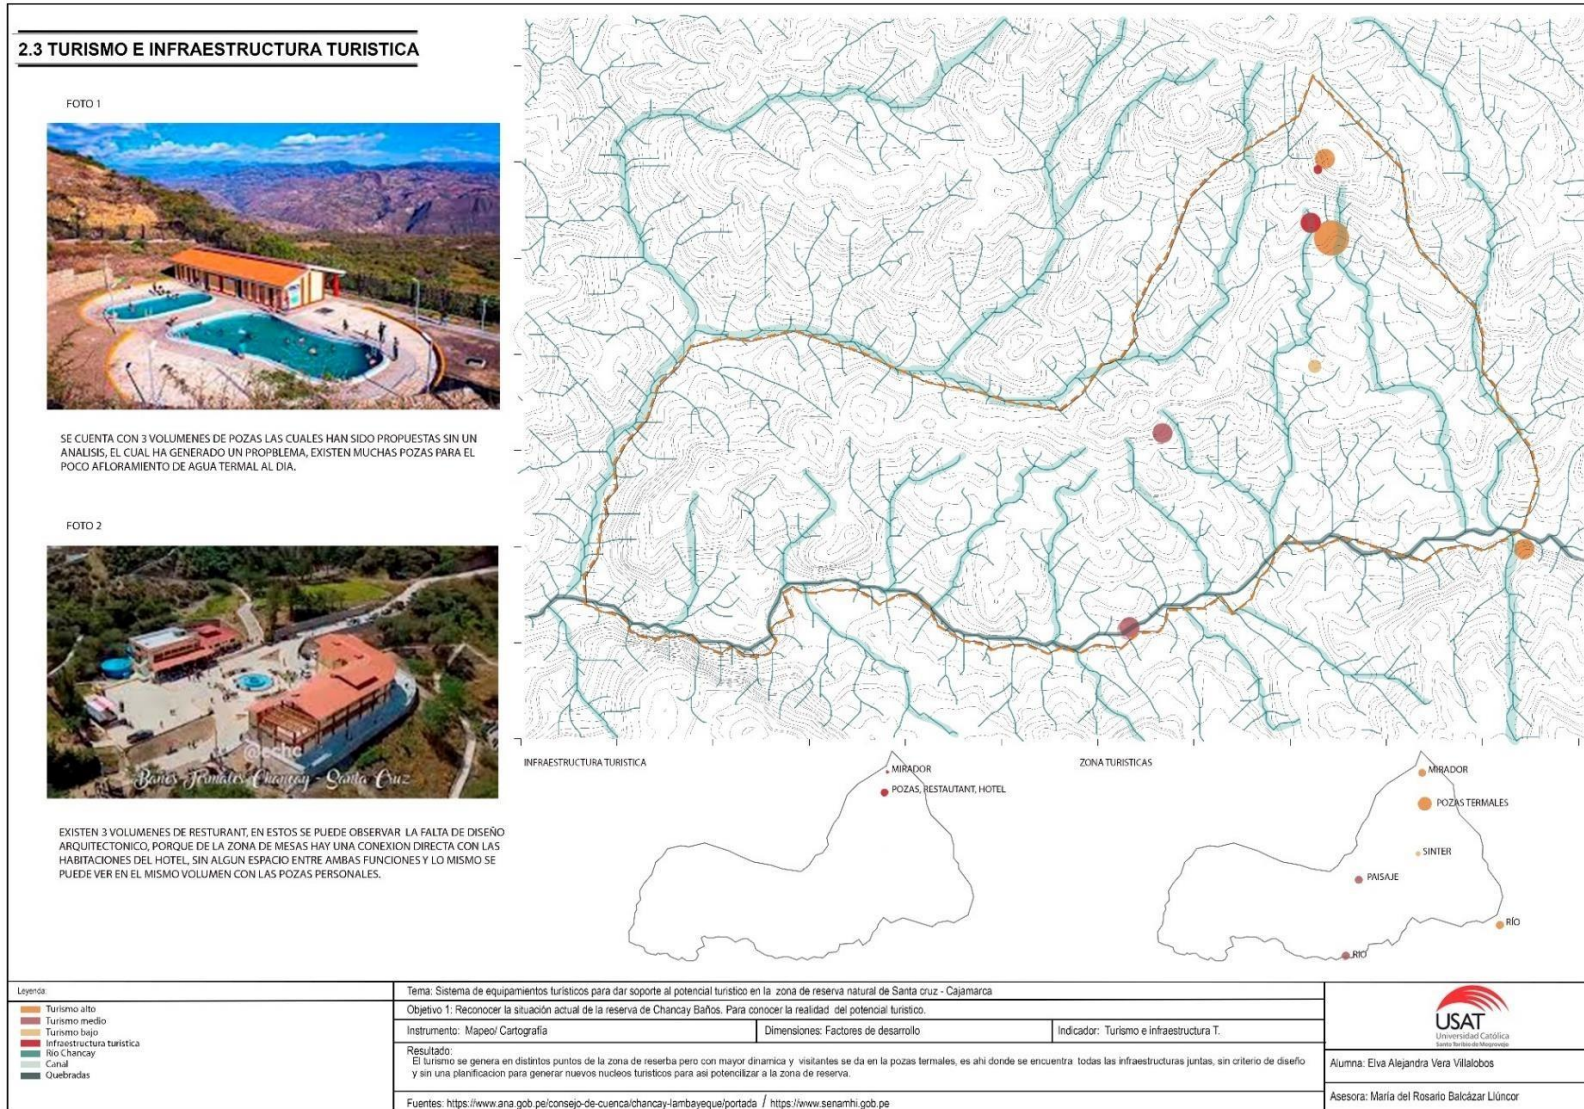 2.3 TURISMO E INFRAESTRUCTURA TURISTICA
FOTO 1
SE CUENTA CON 3 VOLUMENES DE POZAS LAS CUALES HAN SIDO PROPUESTAS SIN UN
ANALISIS, EL CUAL HA GENERADO UN PROPBLEMA, EXISTEN MUCHAS POZAS PARA EL
POCO AFLORAMIENTO DE AGUA TERMAL AL DIA.
FOTO 2
@echc
Banos Termales Chancay - Santa Cruz
EXISTEN 3 VOLUMENES DE RESTURANT, EN ESTOS SE PUEDE OBSERVAR LA FALTA DE DISEÑO
ARQUITECTONICO, PORQUE DE LA ZONA DE MESAS HAY UNA CONEXION DIRECTA CON LAS
HABITACIONES DEL HOTEL, SIN ALGUN ESPACIO ENTRE AMBAS FUNCIONES Y LO MISMO SE
PUEDE VER EN EL MISMO VOLUMEN CON LAS POZAS PERSONALES.
INFRAESTRUCTURA TURISTICA
MIRADOR
POZAS, RESTAUTANT, HOTEL
ZONA TURISTICAS
MIRADOR
POZAS TERMALES
SINTER
PAISAJE
RÍO
RIO
Leyenda:
Turismo alto
Turismo medio
Turismo bajo
Infraestructura turistica
Rio Chancay
Canal
Quebradas
Tema: Sistema de equipamientos turísticos para dar soporte al potencial turistico en la zona de reserva natural de Santa cruz - Cajamarca
Objetivo 1: Reconocer la situación actual de la reserva de Chancay Baños. Para conocer la realidad del potencial turistico.
Instrumento: Mapeo/ Cartografía
Dimensiones: Factores de desarrollo
Indicador: Turismo e infraestructura T.
Resultado:
El turismo se genera en distintos puntos de la zona de reserba pero con mayor dinamica y visitantes se da en la pozas termales, es ahi donde se encuentra todas las infraestructuras juntas, sin criterio de diseño
y sin una planificacion para generar nuevos nucleos turisticos para asi potencilizar a la zona de reserva.
Fuentes: https://www.ana.gob.pe/consejo-de-cuenca/chancay-lambayeque/portada / https://www.senamhi.gob.pe
USAT
Universidad Católica
Santo Toribio de Mogrovejo
Alumna: Elva Alejandra Vera Villalobos
Asesora: María del Rosario Balcázar Llúncor